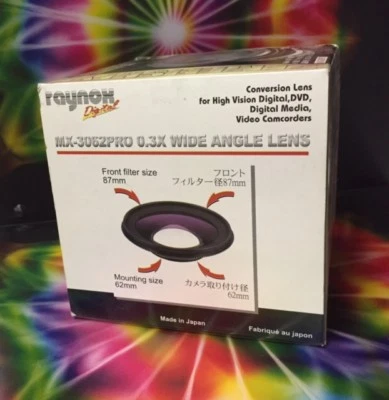 raynox
Digital
Conversion Lens
for High Vision Digital,DVD,
Digital Media,
Video Camcorders
MX-3062PRO 0.3X WIDE ANGLE LENS
Front filter size
87mm
フロント
フィルター径87mm
Mounting size
62mm
カメラ取り付け径
62mm
Made in Japan
Fabriqué au japon